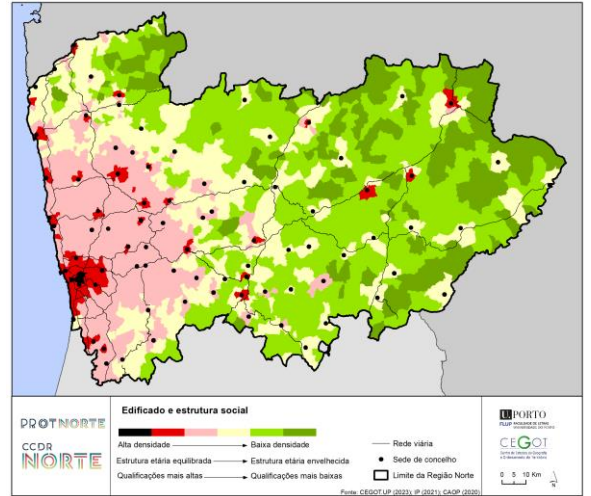 PROTNORTE
CCDR
NORTE
Edificado e estrutura social
Alta densidade Baixa densidade
Estrutura etária equilibrada Estrutura etária envelhecida
Qualificações mais altas Qualificações mais baixas
Rede viária
Sede de concelho
Limite da Região Norte
U.PORTO
FLUP FACULDADE DE LETRAS
UNIVERSIDADE DO PORTO
CEGOT
0 5 10 Km
N
Fonte: CEGOT.UP (2023); IP (2021); CAOP (2020)